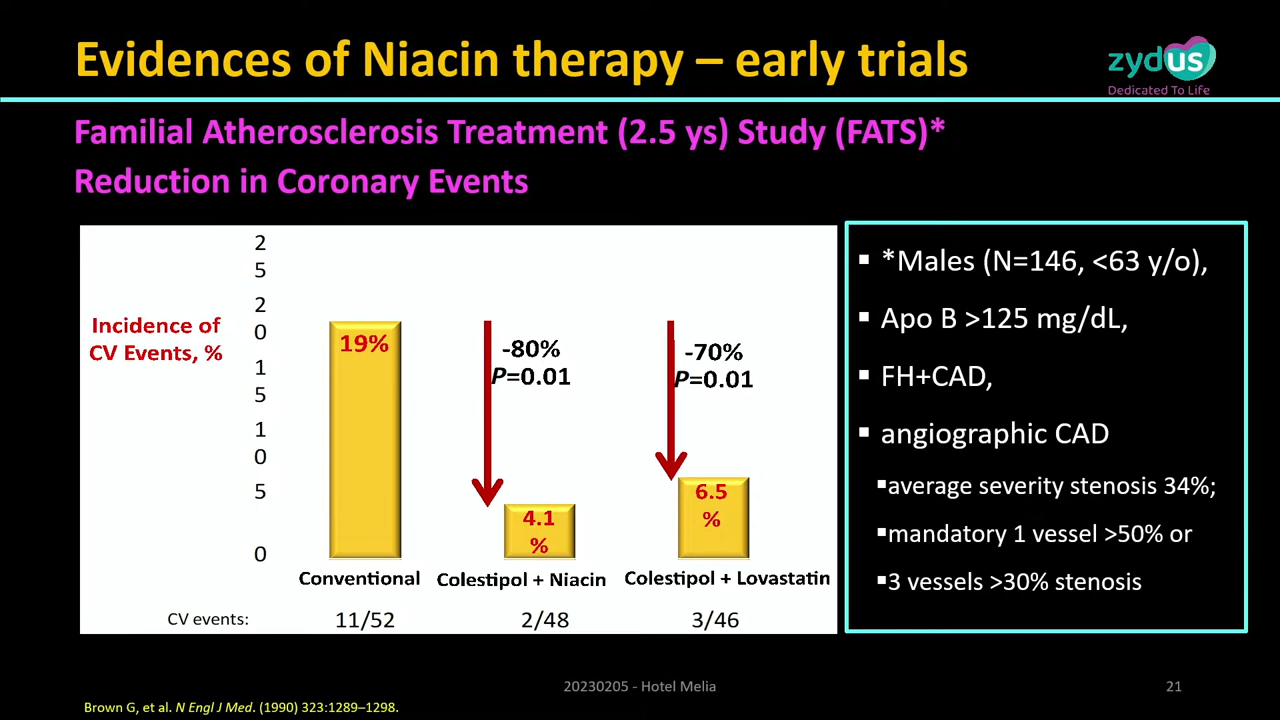 Evidences of Niacin therapy – early trials
zydus
Dedicated To Life
Familial Atherosclerosis Treatment (2.5 ys) Study (FATS)*
Reduction in Coronary Events
Incidence of
CV Events, %
2
5
2
0
1
5
1
0
5
0
19%
-80%
P=0.01
4.1
%
-70%
P=0.01
6.5
%
Conventional
Colestipol + Niacin
Colestipol + Lovastatin
CV events:
11/52
2/48
3/46
▪ *Males (N=146, <63 y/o),
▪ Apo B >125 mg/dL,
▪ FH+CAD,
▪ angiographic CAD
▪average severity stenosis 34%;
▪mandatory 1 vessel >50% or
▪3 vessels >30% stenosis
20230205 - Hotel Melia
21
Brown G, et al. N Engl J Med. (1990) 323:1289–1298.